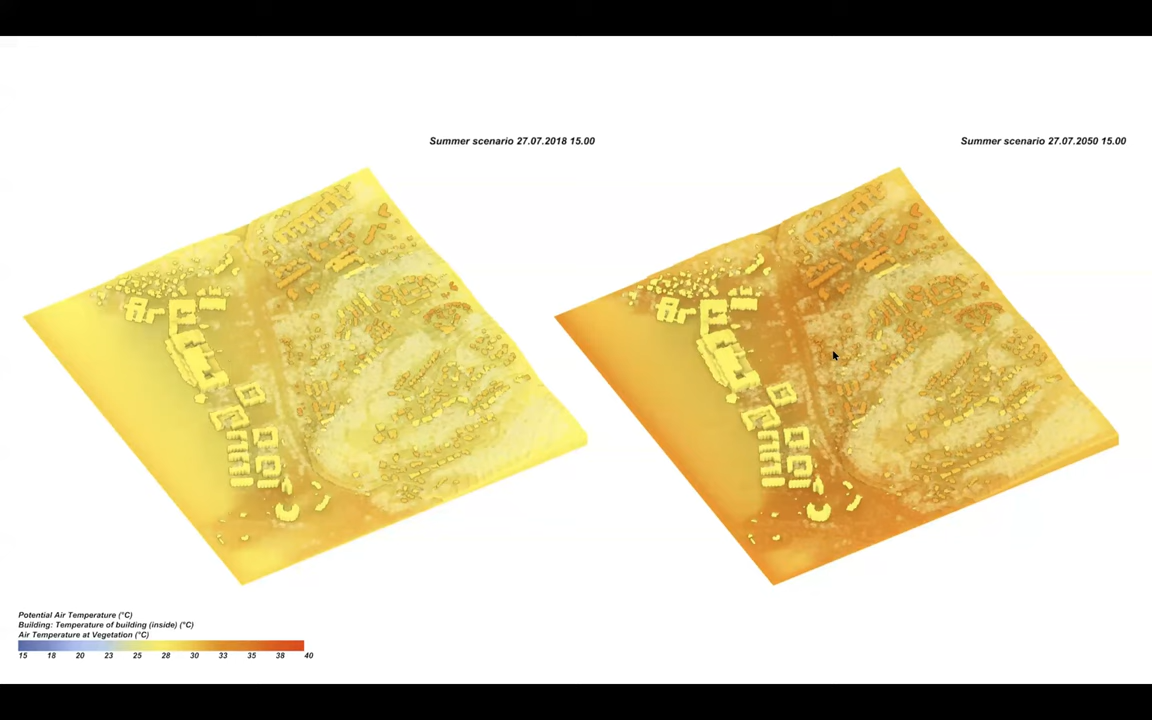 Summer scenario 27.07.2018 15.00
Summer scenario 27.07.2050 15.00
Potential Air Temperature (°C)
Building: Temperature of building (inside) (°C)
Air Temperature at Vegetation (°C)
15 18 20 23 25 28 30 33 35 38 40